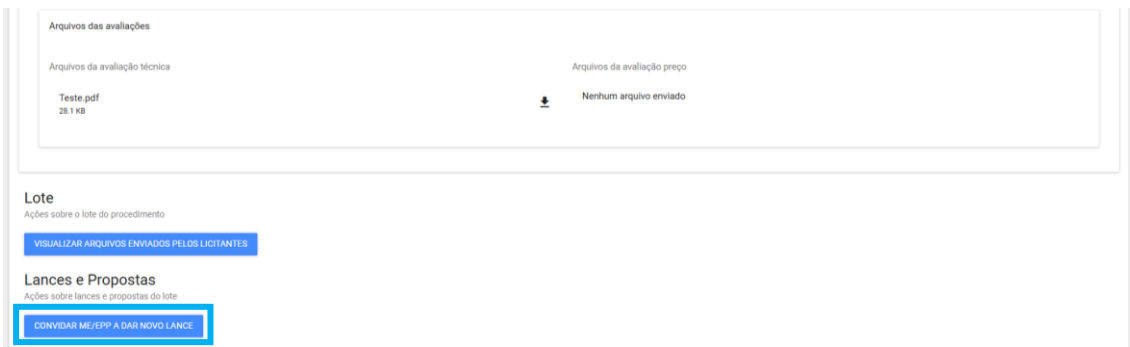 Arquivos das avaliações
Arquivos da avaliação técnica
Arquivos da avaliação preço
Teste.pdf
28.1 KB
Nenhum arquivo enviado
Lote
Ações sobre o lote do procedimento
VISUALIZAR ARQUIVOS ENVIADOS PELOS LICITANTES
Lances e Propostas
Ações sobre lances e propostas do lote
CONVIDAR ME/EPP A DAR NOVO LANCE